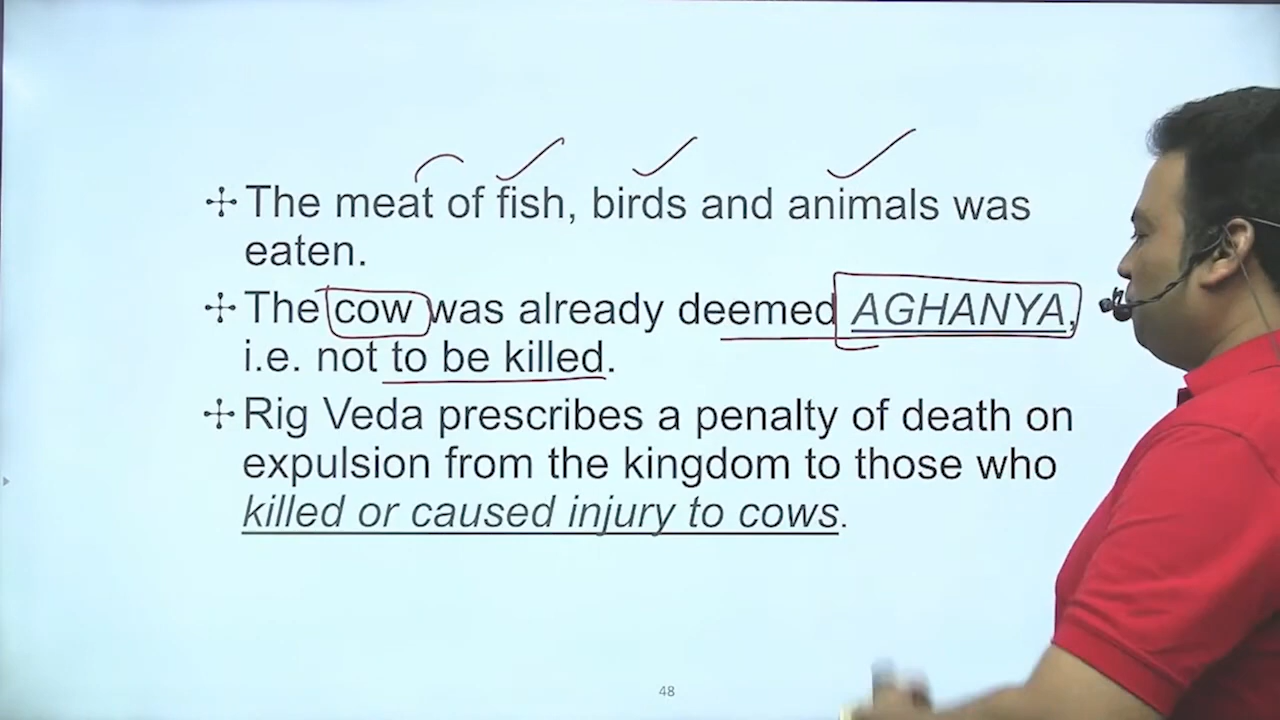 The meat of fish, birds and animals was
eaten.
The cow was already deemed AGHANYA,
i.e. not to be killed.
Rig Veda prescribes a penalty of death on
expulsion from the kingdom to those who
killed or caused injury to cows.
48